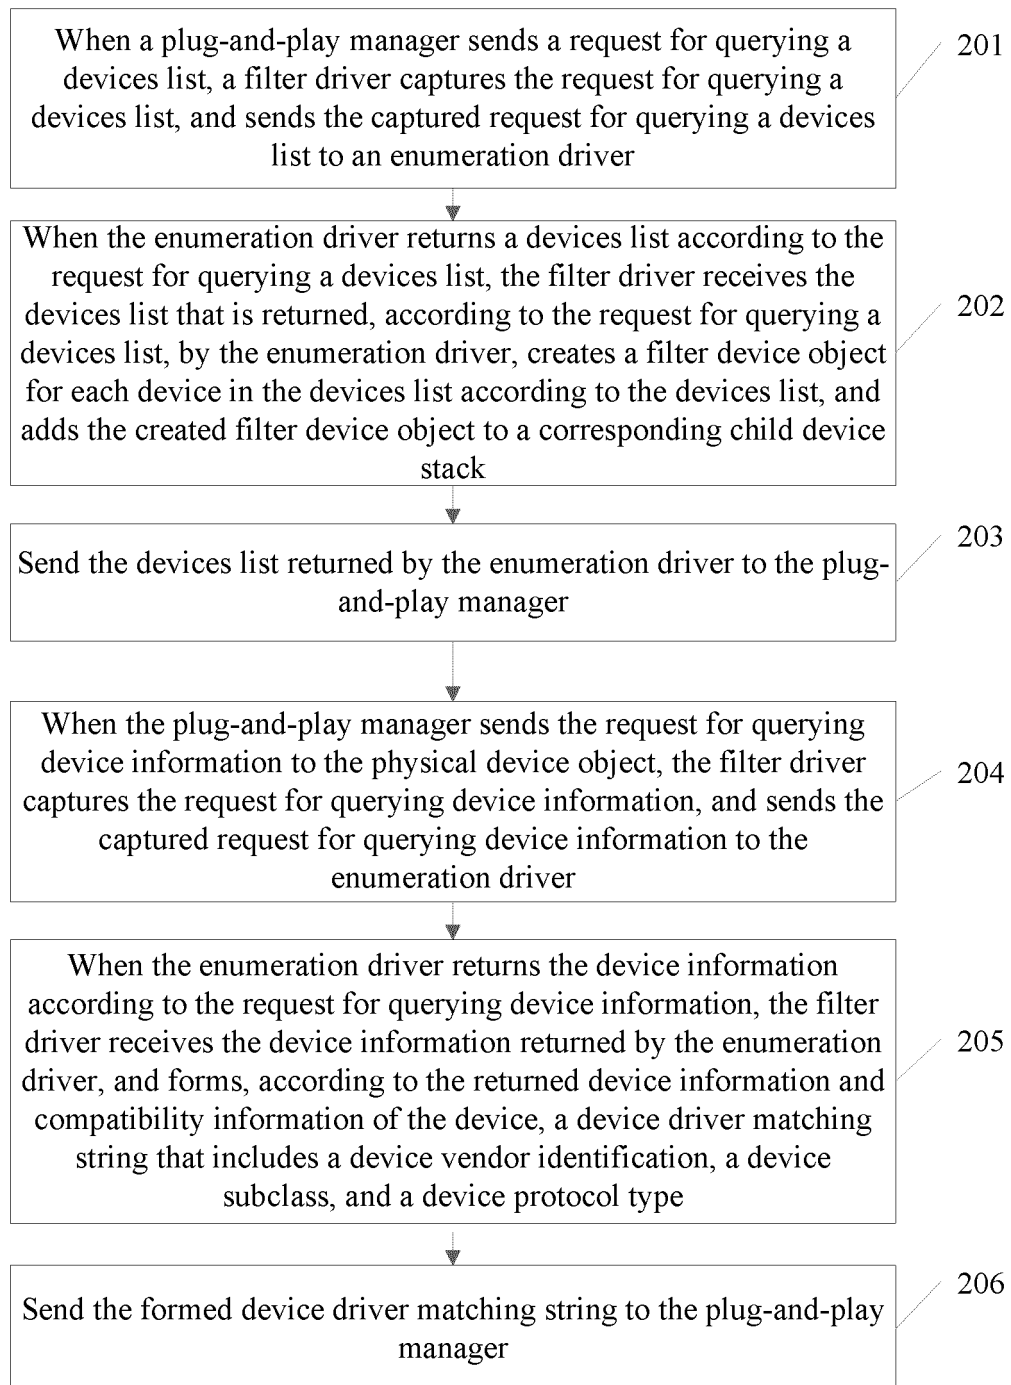 When a plug-and-play manager sends a request for querying a
devices list, a filter driver captures the request for querying a
devices list, and sends the captured request for querying a devices
list to an enumeration driver
201
When the enumeration driver returns a devices list according to the
request for querying a devices list, the filter driver receives the
devices list that is returned, according to the request for querying a
devices list, by the enumeration driver, creates a filter device object
for each device in the devices list according to the devices list, and
adds the created filter device object to a corresponding child device
stack
202
Send the devices list returned by the enumeration driver to the plug-
and-play manager
203
When the plug-and-play manager sends the request for querying
device information to the physical device object, the filter driver
captures the request for querying device information, and sends the
captured request for querying device information to the
enumeration driver
204
When the enumeration driver returns the device information
according to the request for querying device information, the filter
driver receives the device information returned by the enumeration
driver, and forms, according to the returned device information and
compatibility information of the device, a device driver matching
string that includes a device vendor identification, a device
subclass, and a device protocol type
205
Send the formed device driver matching string to the plug-and-play
manager
206